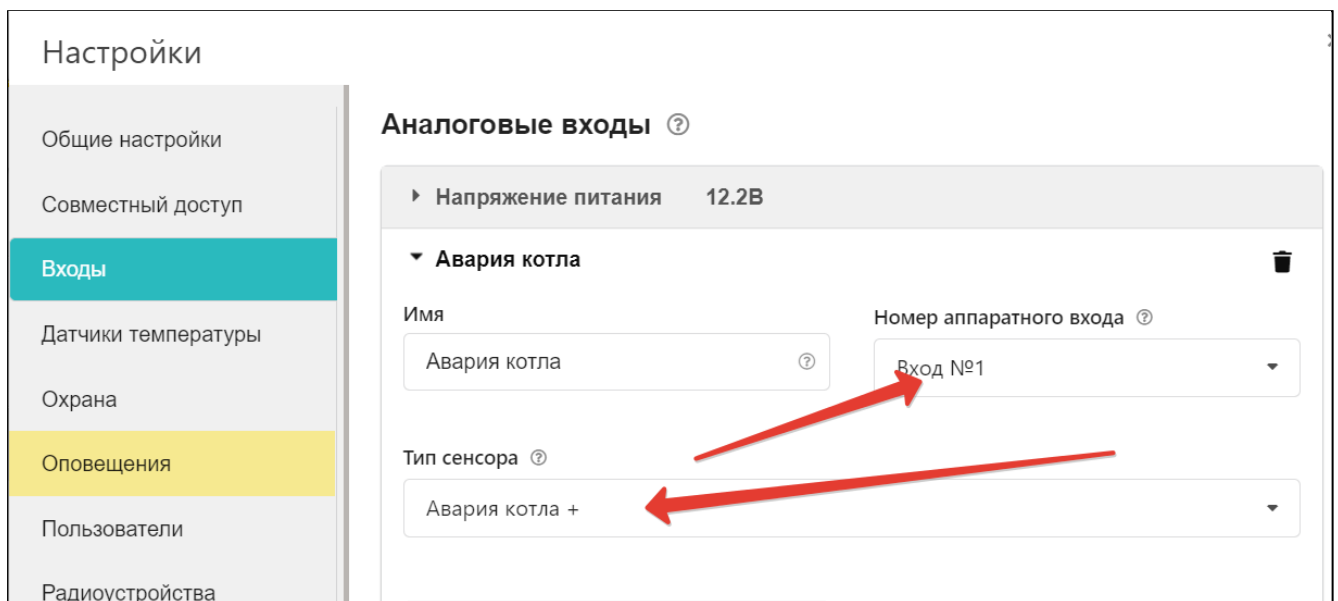 Настройки
Общие настройки
Совместный доступ
Входы
Датчики температуры
Охрана
Оповещения
Пользователи
Радиоустройства
Аналоговые входы
Напряжение питания 12.2В
Авария котла
Имя
Авария котла
Номер аппаратного входа
Вход №1
Тип сенсора
Авария котла +